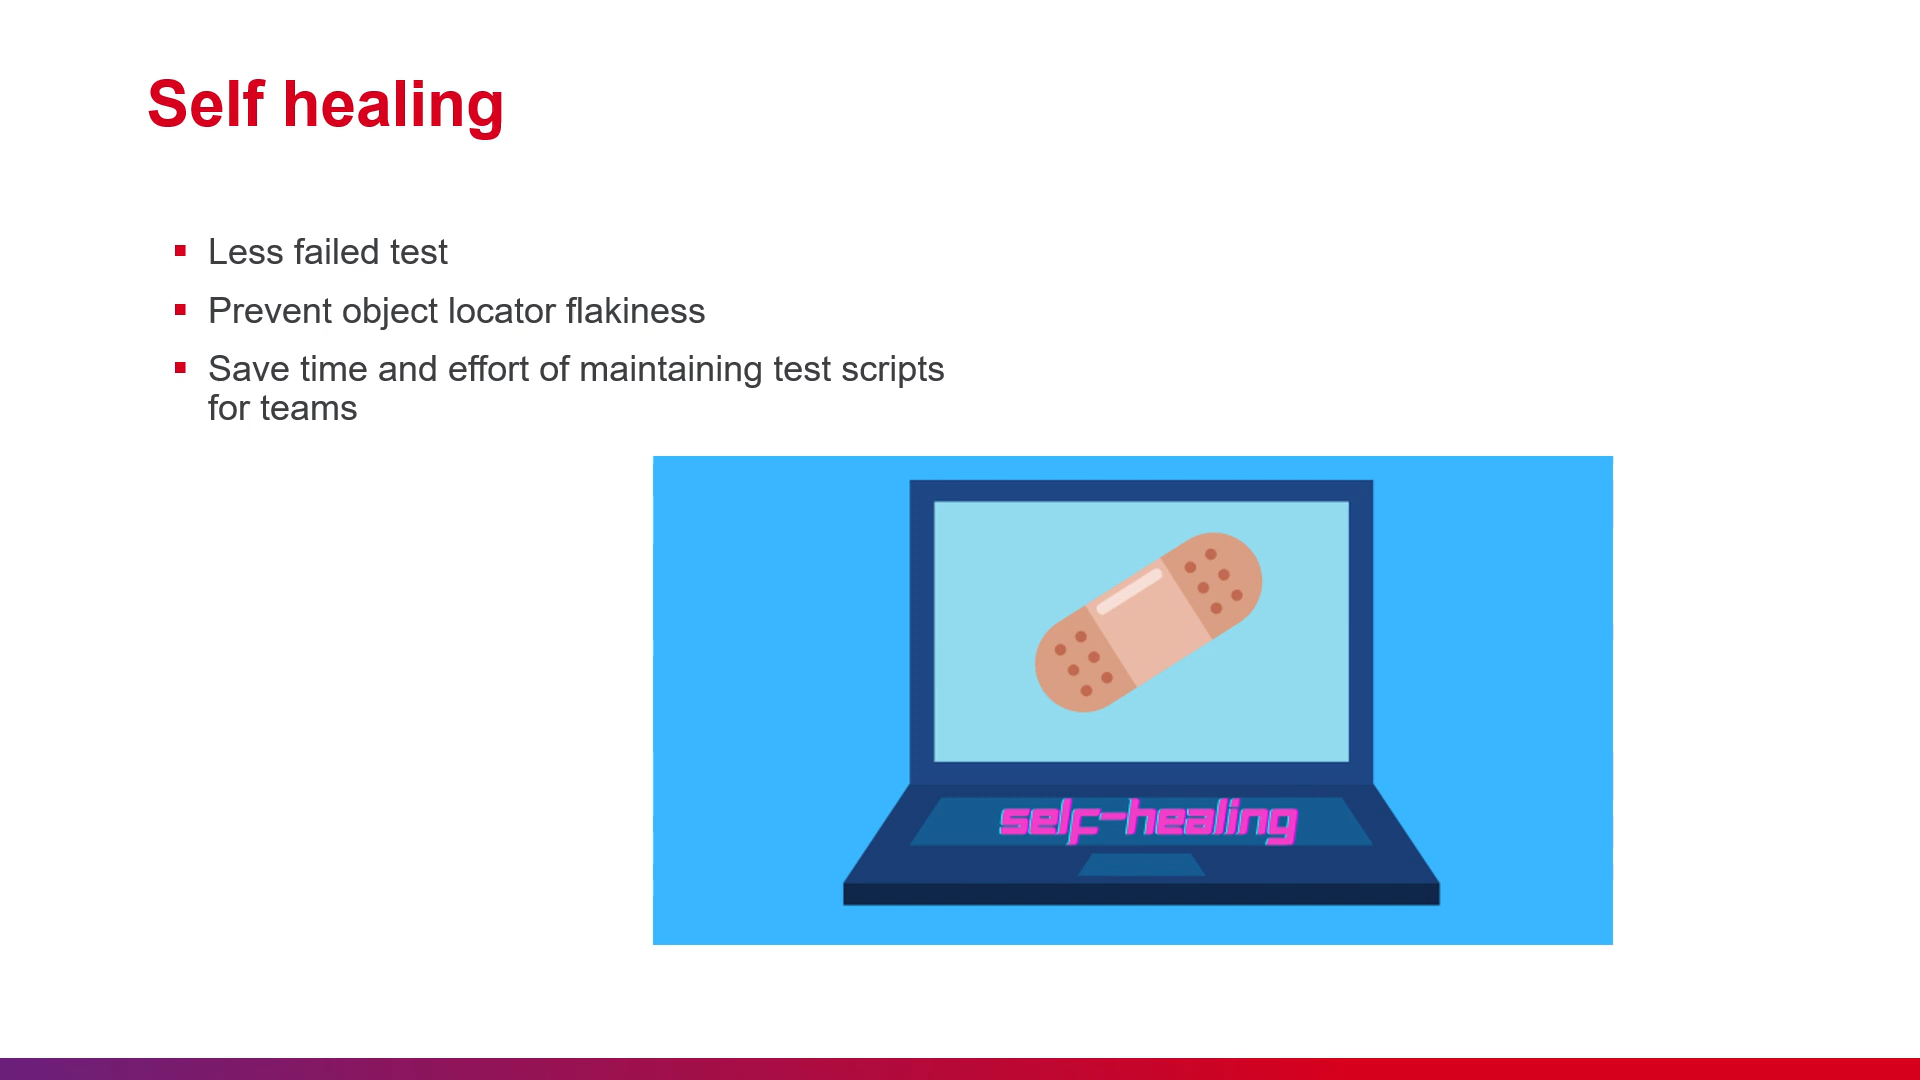 Self healing
Less failed test
Prevent object locator flakiness
Save time and effort of maintaining test scripts
for teams
self-healing